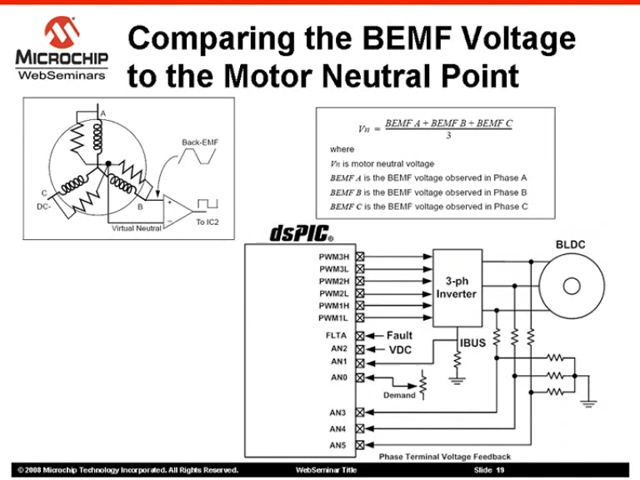 MICROCHIP
WebSeminars
Comparing the BEMF Voltage
to the Motor Neutral Point
A
Back-EMF
C
DC-
B
+
−
To IC2
Virtual Neutral
Vn = BEMF A + BEMF B + BEMF C
3
where
Vn is motor neutral voltage
BEMF A is the BEMF voltage observed in Phase A
BEMF B is the BEMF voltage observed in Phase B
BEMF C is the BEMF voltage observed in Phase C
dsPIC®
BLDC
PWM3H
PWM3L
PWM2H
PWM2L
PWM1H
PWM1L
3-ph
Inverter
FLTA
Fault
AN2
VDC
IBUS
AN1
AN0
Demand
AN3
AN4
AN5
Phase Terminal Voltage Feedback
© 2008 Microchip Technology Incorporated. All Rights Reserved.
WebSeminar Title
Slide 19